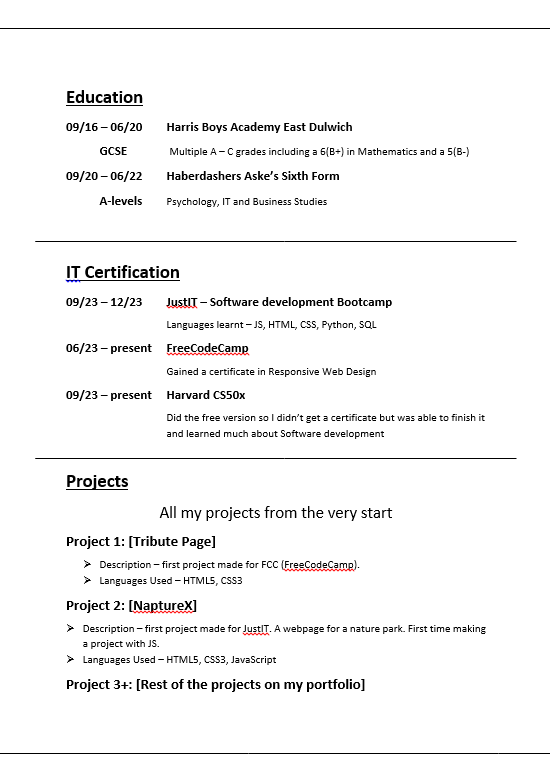 Education
09/16 – 06/20 Harris Boys Academy East Dulwich
GCSE Multiple A – C grades including a 6(B+) in Mathematics and a 5(B-)
09/20 – 06/22 Haberdashers Aske’s Sixth Form
A-levels Psychology, IT and Business Studies
IT Certification
09/23 – 12/23 JustIT – Software development Bootcamp
Languages learnt – JS, HTML, CSS, Python, SQL
06/23 – present FreeCodeCamp
Gained a certificate in Responsive Web Design
09/23 – present Harvard CS50x
Did the free version so I didn’t get a certificate but was able to finish it
and learned much about Software development
Projects
All my projects from the very start
Project 1: [Tribute Page]
➢ Description – first project made for FCC (FreeCodeCamp).
➢ Languages Used – HTML5, CSS3
Project 2: [NaptureX]
➢ Description – first project made for JustIT. A webpage for a nature park. First time making
a project with JS.
➢ Languages Used – HTML5, CSS3, JavaScript
Project 3+: [Rest of the projects on my portfolio]